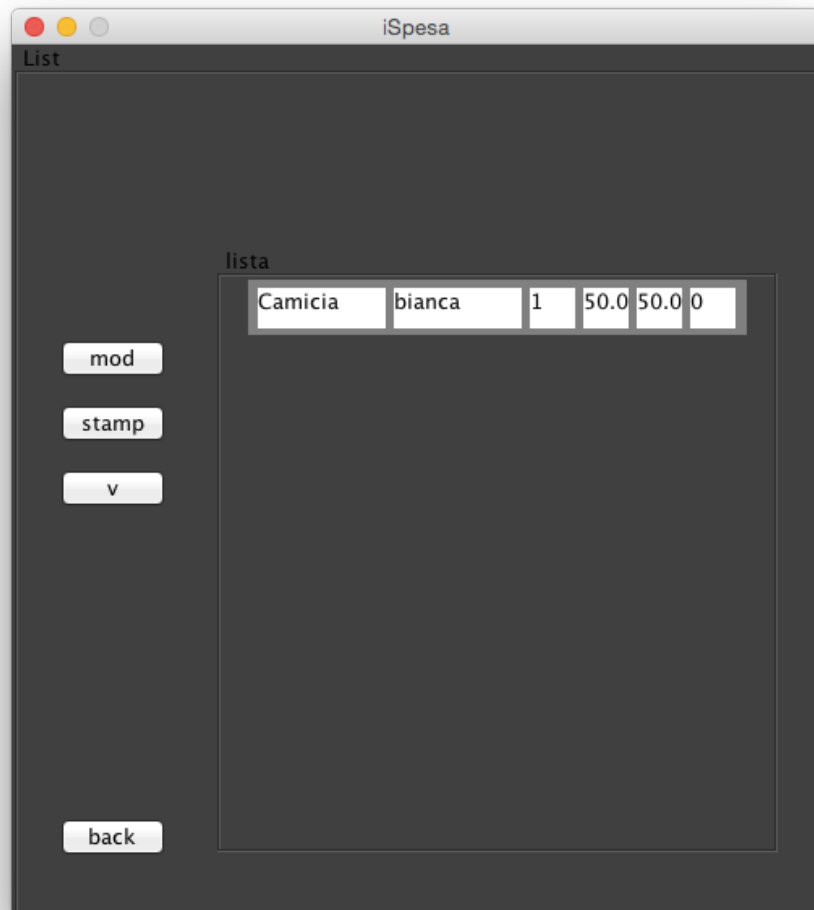 iSpesa
List
lista
Camicia bianca 1 50.0 50.0 0
mod
stamp
v
back